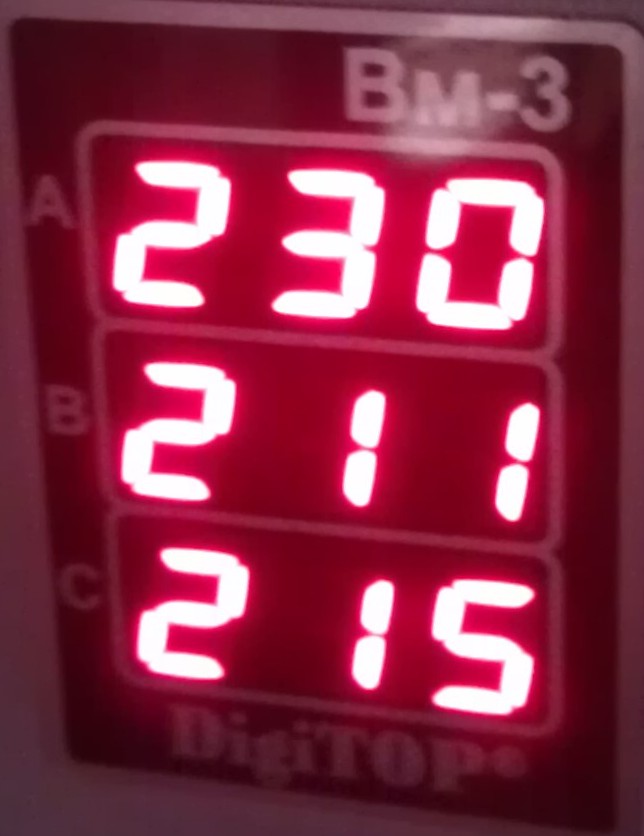 Вм-3
A 230
B 211
C 215
DigiTOP®